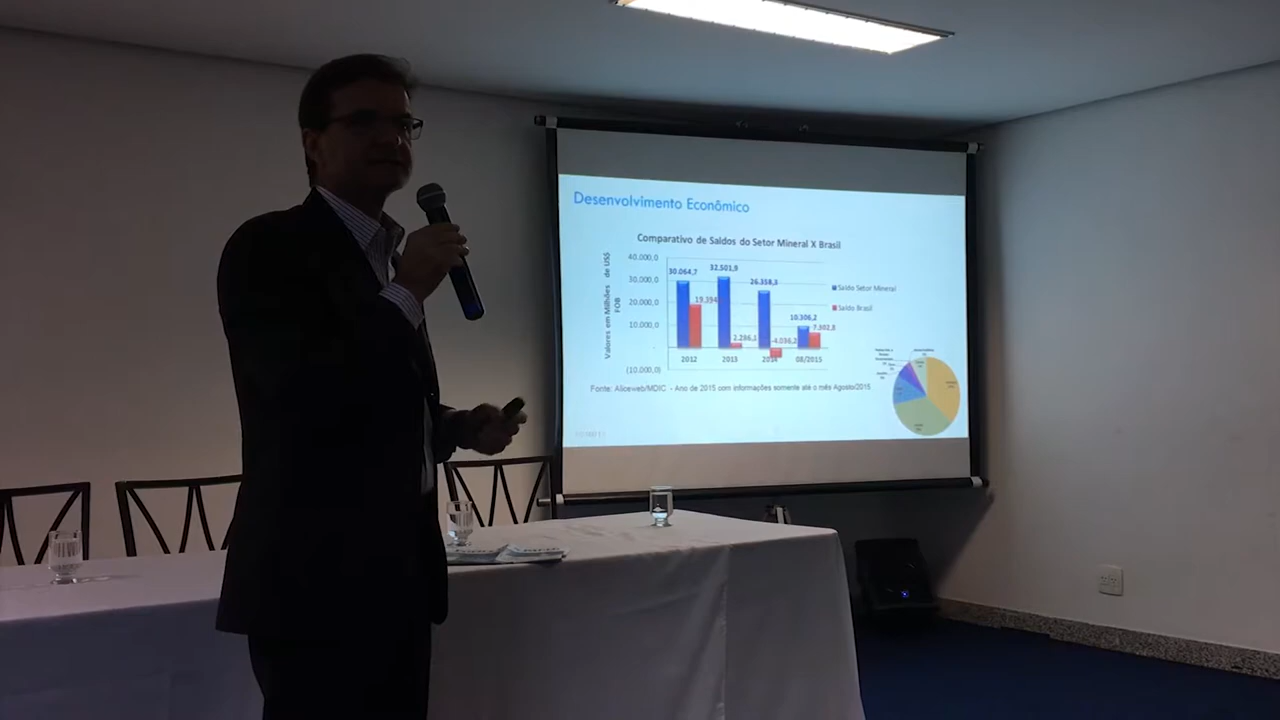 Desenvolvimento Econômico
Comparativo de Saldos do Setor Mineral X Brasil
Valores em Milhões de US$
FOB
40.000,0
30.000,0
20.000,0
10.000,0
-
(10.000,0)
30.064,7
19.394
32.501,9
2.286,1
26.358,3
-4.036,2
10.306,2
7.302,8
2012
2013
2014
08/2015
Saldo Setor Mineral
Saldo Brasil
Fonte: Aliceweb/MDIC - Ano de 2015 com informações somente até o mês Agosto/2015